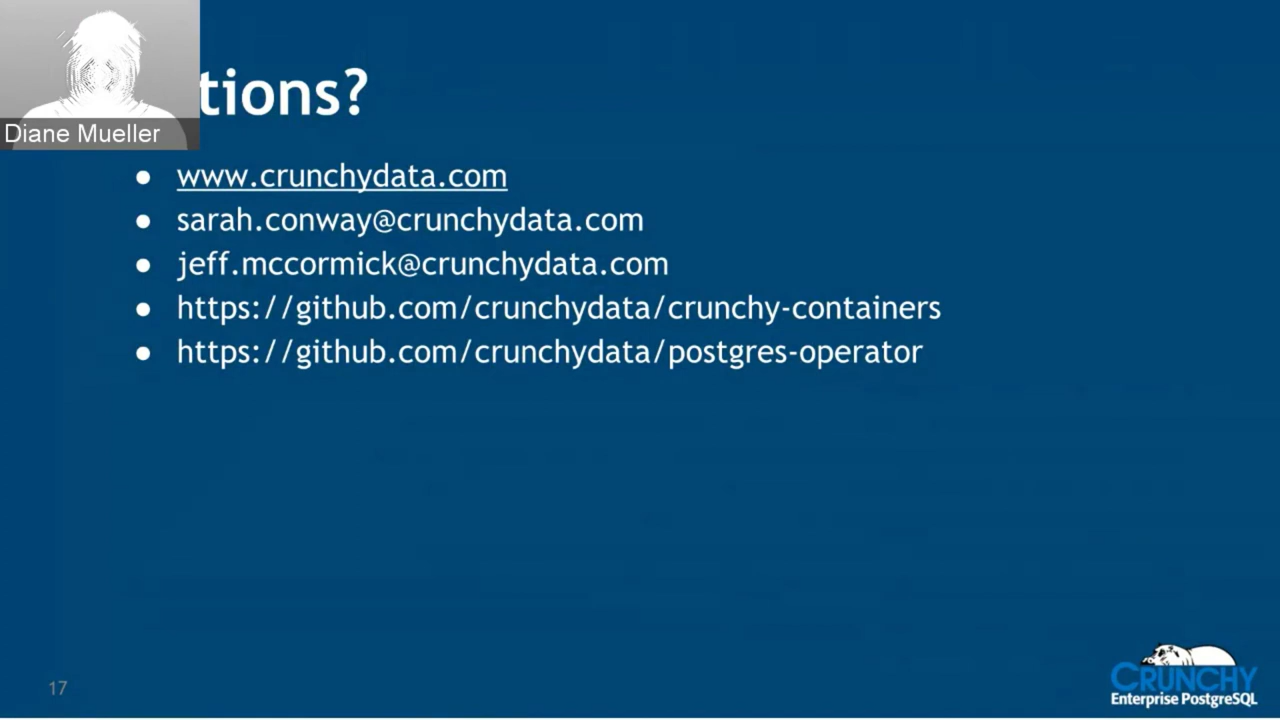 tions?
Diane Mueller
● www.crunchydata.com
● sarah.conway@crunchydata.com
● jeff.mccormick@crunchydata.com
● https://github.com/crunchydata/crunchy-containers
● https://github.com/crunchydata/postgres-operator
17
CRUNCHY
Enterprise PostgreSQL